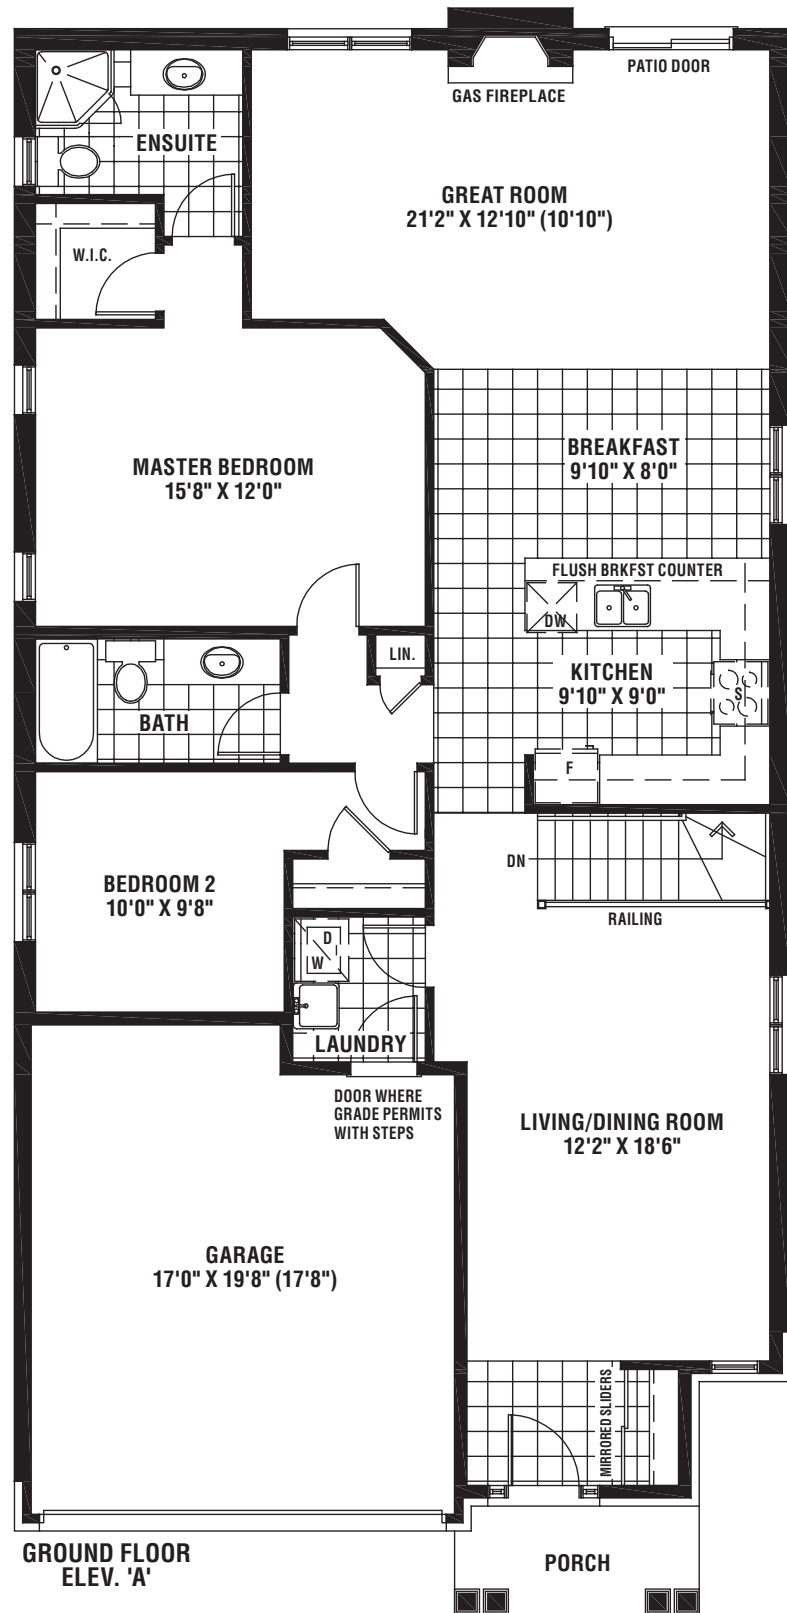 PATIO DOOR
GAS FIREPLACE
ENSUITE
GREAT ROOM
21'2" X 12'10" (10'10")
W.I.C.
BREAKFAST
9'10" X 8'0"
MASTER BEDROOM
15'8" X 12'0"
FLUSH BRKFST COUNTER
DW
LIN.
KITCHEN
9'10" X 9'0"
S
BATH
F
DN
BEDROOM 2
10'0" X 9'8"
RAILING
D
W
LAUNDRY
DOOR WHERE
GRADE PERMITS
WITH STEPS
LIVING/DINING ROOM
12'2" X 18'6"
GARAGE
17'0" X 19'8" (17'8")
MIRRORED SLIDERS
GROUND FLOOR
ELEV. 'A'
PORCH